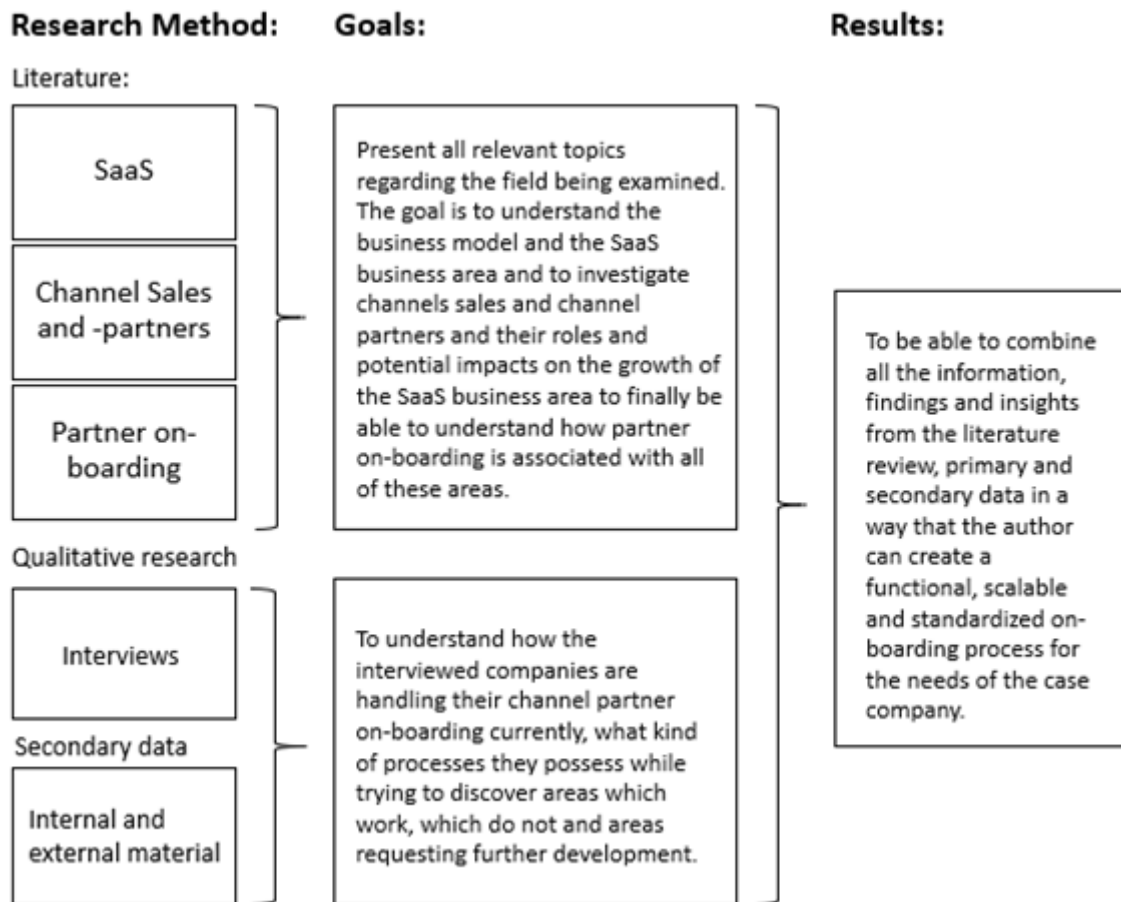 Research Method:
Goals:
Results:
Literature:
SaaS
Channel Sales
and -partners
Partner on-
boarding
Present all relevant topics
regarding the field being examined.
The goal is to understand the
business model and the SaaS
business area and to investigate
channels sales and channel
partners and their roles and
potential impacts on the growth of
the SaaS business area to finally be
able to understand how partner
on-boarding is associated with all
of these areas.
Qualitative research
Interviews
Secondary data
Internal and
external material
To understand how the
interviewed companies are
handling their channel partner
on-boarding currently, what kind
of processes they possess while
trying to discover areas which
work, which do not and areas
requesting further development.
To be able to combine
all the information,
findings and insights
from the literature
review, primary and
secondary data in a
way that the author
can create a
functional, scalable
and standardized on-
boarding process for
the needs of the case
company.